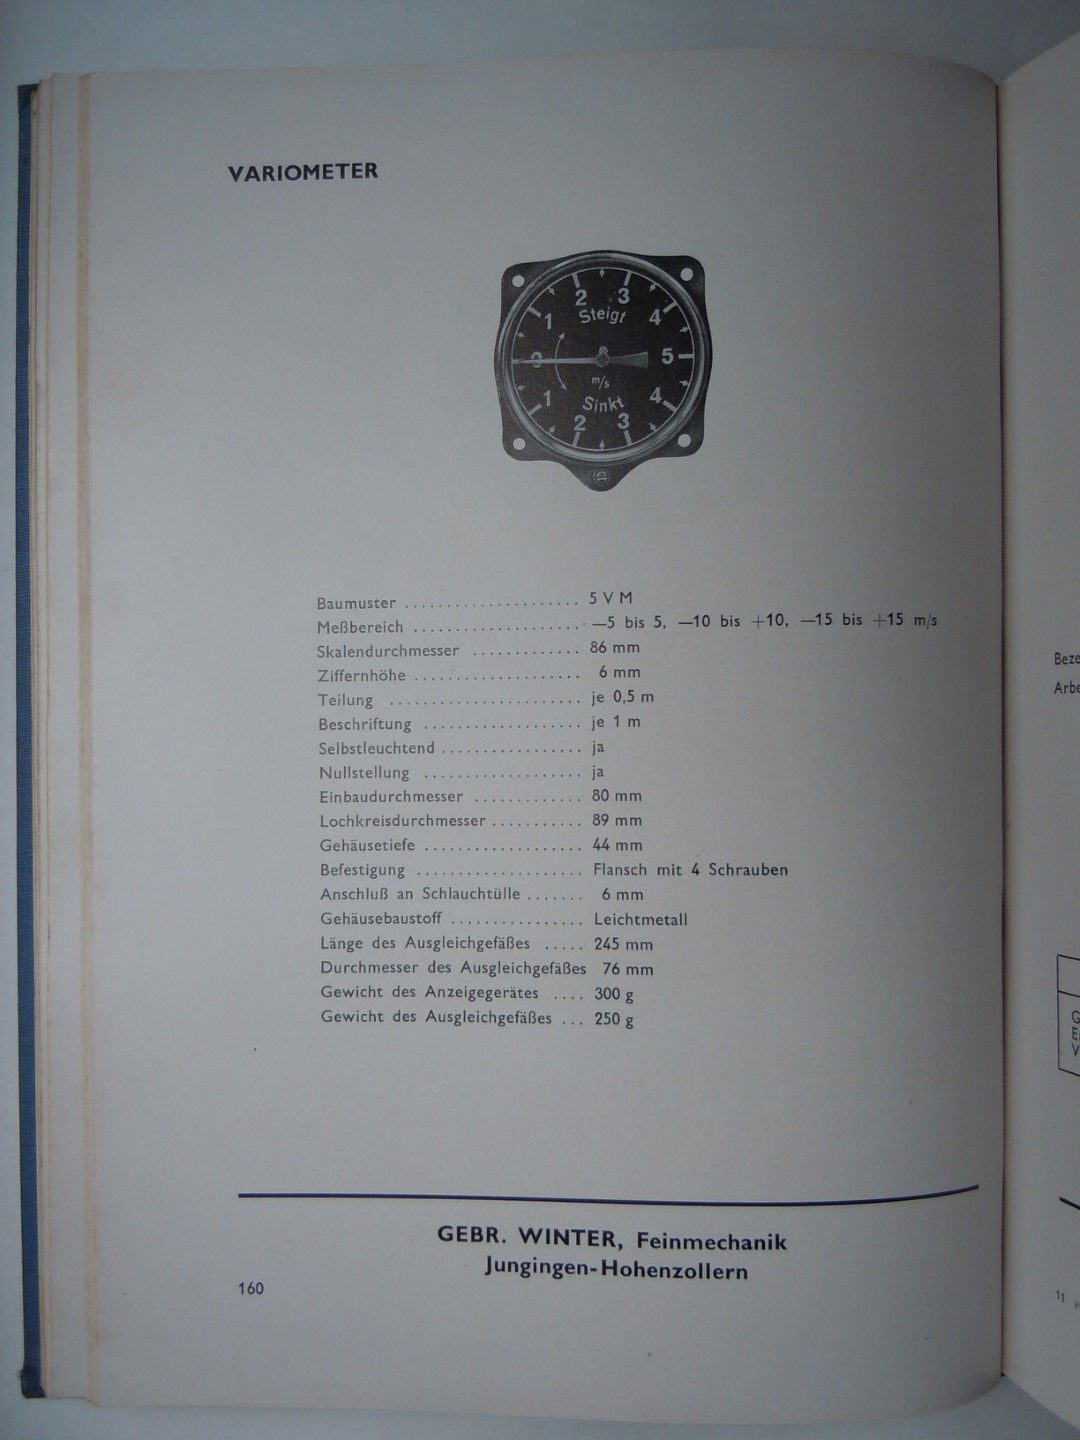 VARIOMETER
2 3
1 Steigt 4
0 5
m/s
1 Sinkt 4
2 3
Baumuster ..................... 5 V M
Meßbereich ..................... —5 bis 5, —10 bis +10, —15 bis +15 m/s
Skalendurchmesser ............. 86 mm
Ziffernhöhe .................... 6 mm
Teilung ....................... je 0,5 m
Beschriftung ................... je 1 m
Selbstleuchtend ................. ja
Nullstellung ................... ja
Einbaudurchmesser ............. 80 mm
Lochkreisdurchmesser ........... 89 mm
Gehäusetiefe ................... 44 mm
Befestigung .................... Flansch mit 4 Schrauben
Anschluß an Schlauchtülle ....... 6 mm
Gehäusebaustoff ................ Leichtmetall
Länge des Ausgleichgefäßes ..... 245 mm
Durchmesser des Ausgleichgefäßes 76 mm
Gewicht des Anzeigegerätes .... 300 g
Gewicht des Ausgleichgefäßes ... 250 g
GEBR. WINTER, Feinmechanik
Jungingen-Hohenzollern
160
Beze
Arbe
G
E
V
11